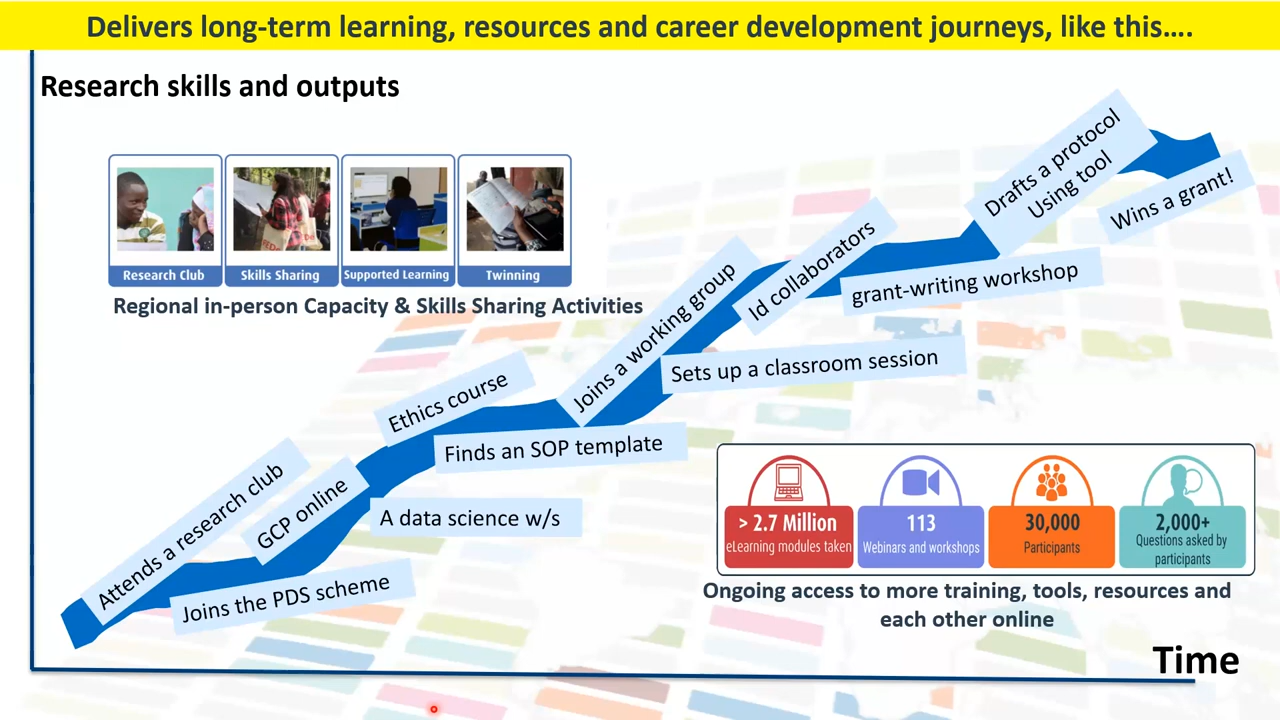 Delivers long-term learning, resources and career development journeys, like this….
Research skills and outputs
Research Club
Skills Sharing
Supported Learning
Twinning
Regional in-person Capacity & Skills Sharing Activities
Attends a research club
Joins the PDS scheme
GCP online
A data science w/s
Ethics course
Finds an SOP template
Joins a working group
Sets up a classroom session
Id collaborators
grant-writing workshop
Drafts a protocol
Using tool
Wins a grant!
> 2.7 Million
eLearning modules taken
113
Webinars and workshops
30,000
Participants
2,000+
Questions asked by
participants
Ongoing access to more training, tools, resources and
each other online
Time